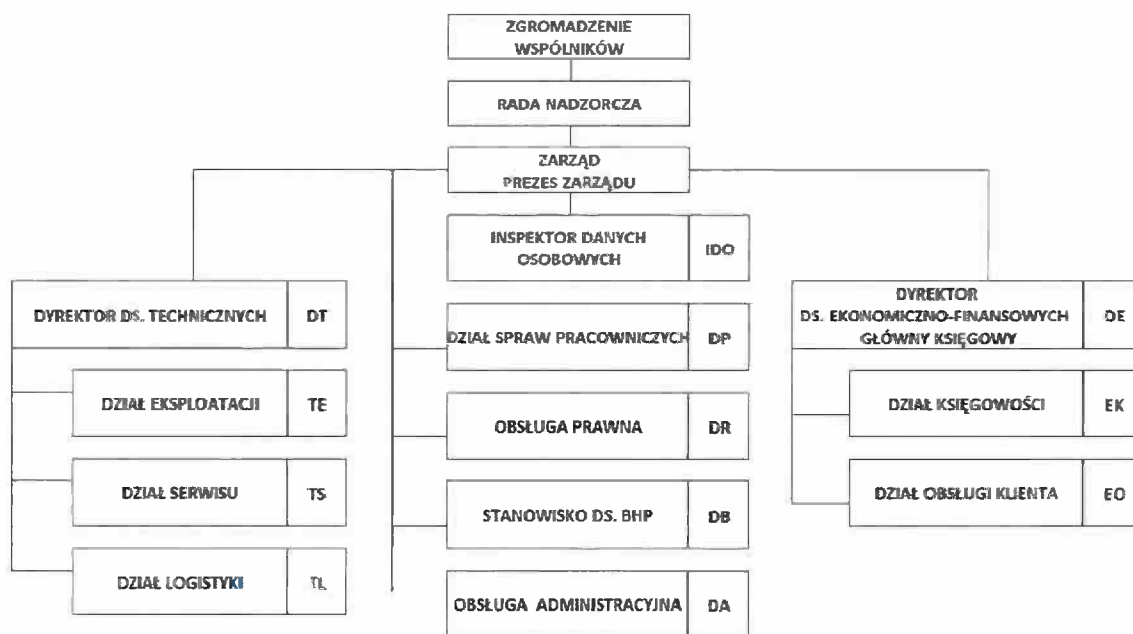 ZGROMADZENIE
WSPÓLNIKÓW
RADA NADZORCZA
ZARZĄD
PREZES ZARZĄDU
INSPEKTOR DANYCH
OSOBOWYCH
IDO
DYREKTOR DS. TECHNICZNYCH
DT
DZIAŁ EKSPLOATACJI
TE
DZIAŁ SERWISU
TS
DZIAŁ LOGISTYKI
TL
DZIAŁ SPRAW PRACOWNICZYCH
DP
OBSŁUGA PRAWNA
DR
STANOWISKO DS. BHP
DB
OBSŁUGA ADMINISTRACYJNA
DA
DYREKTOR
DS. EKONOMICZNO-FINANSOWYCH
GŁÓWNY KSIĘGOWY
DE
DZIAŁ KSIĘGOWOŚCI
EK
DZIAŁ OBSŁUGI KLIENTA
EO